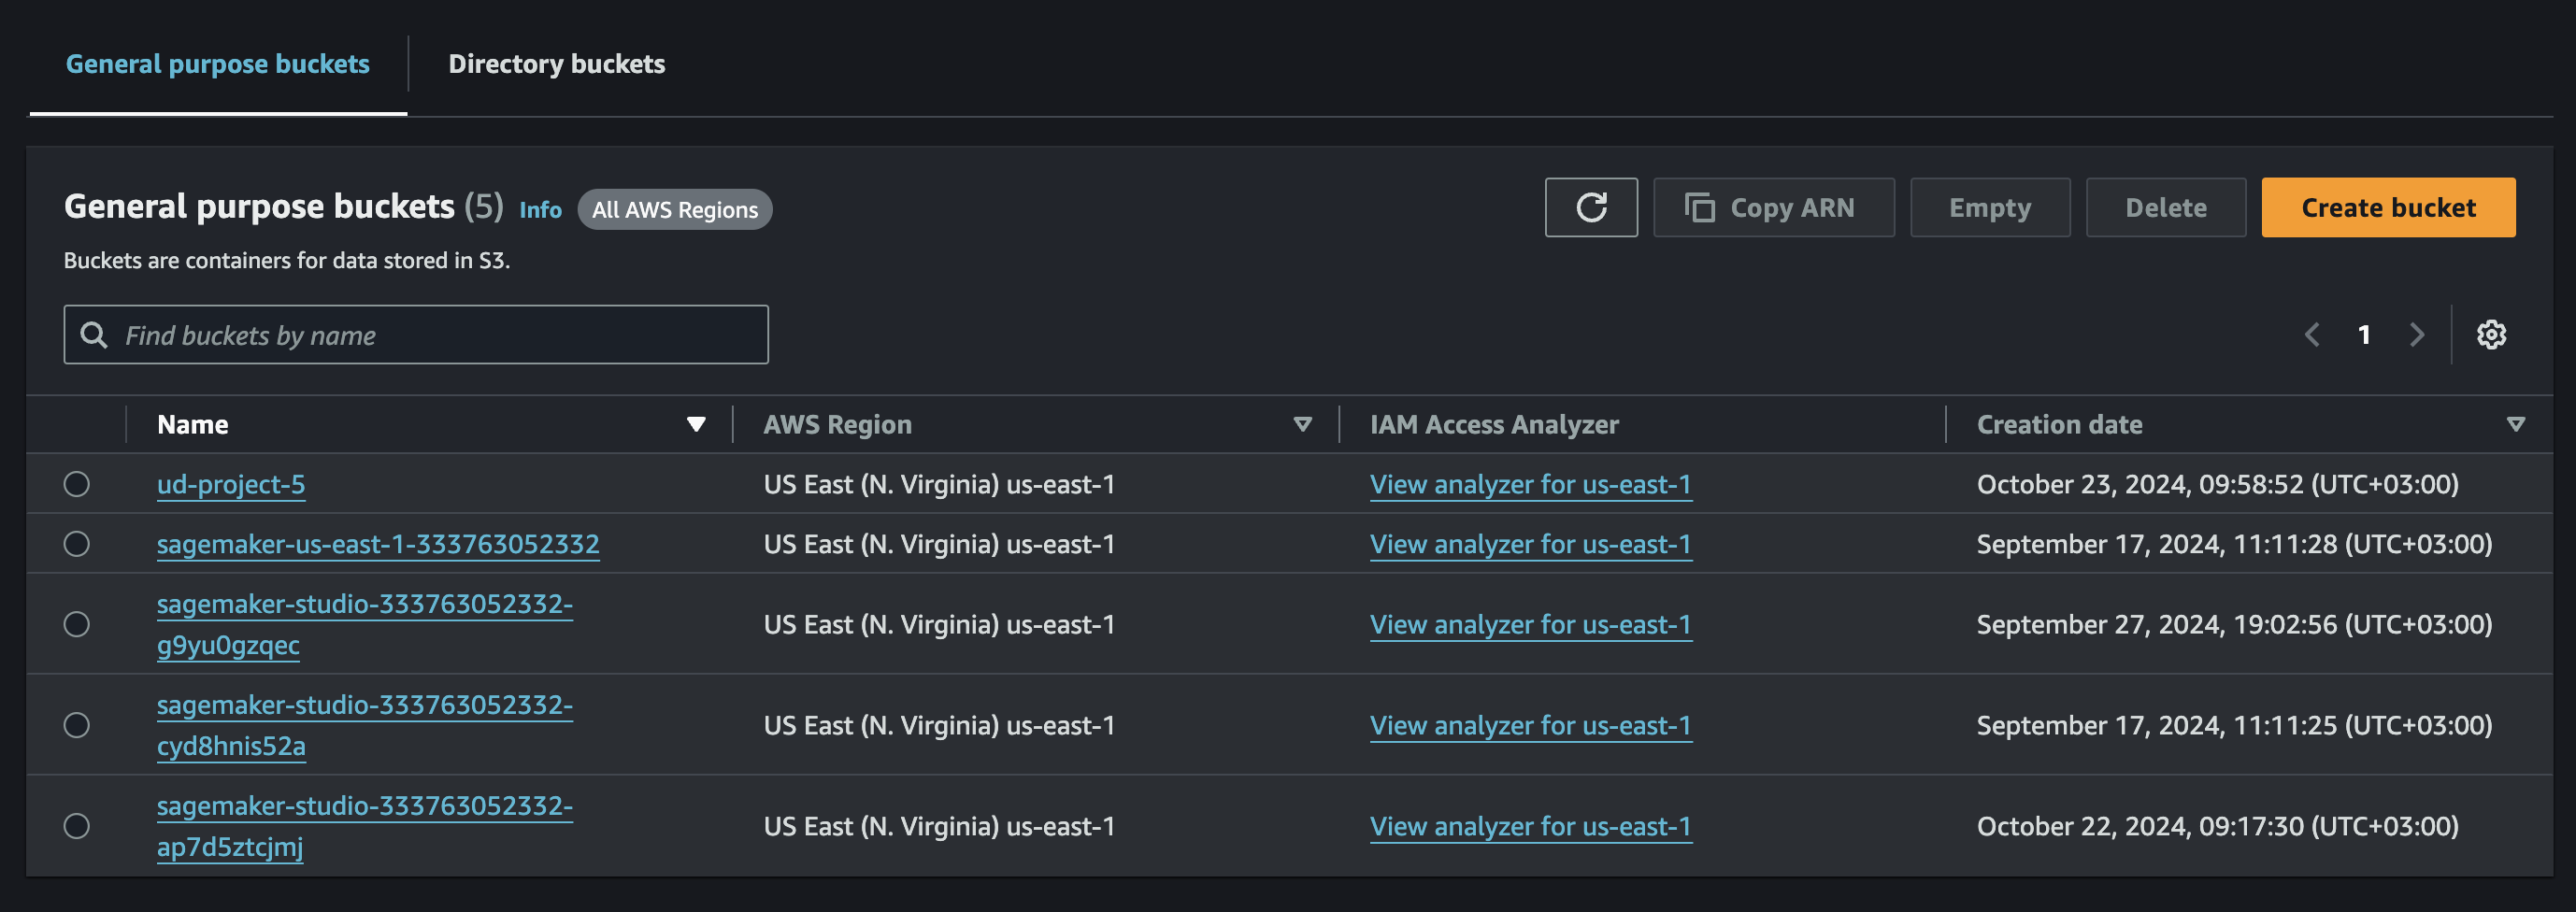 General purpose buckets Directory buckets
General purpose buckets (5) Info All AWS Regions Copy ARN Empty Delete Create bucket
Buckets are containers for data stored in S3.
Find buckets by name 1
Name AWS Region IAM Access Analyzer Creation date
ud-project-5 US East (N. Virginia) us-east-1 View analyzer for us-east-1 October 23, 2024, 09:58:52 (UTC+03:00)
sagemaker-us-east-1-333763052332 US East (N. Virginia) us-east-1 View analyzer for us-east-1 September 17, 2024, 11:11:28 (UTC+03:00)
sagemaker-studio-333763052332-
g9yu0gzqec US East (N. Virginia) us-east-1 View analyzer for us-east-1 September 27, 2024, 19:02:56 (UTC+03:00)
sagemaker-studio-333763052332-
cyd8hnis52a US East (N. Virginia) us-east-1 View analyzer for us-east-1 September 17, 2024, 11:11:25 (UTC+03:00)
sagemaker-studio-333763052332-
ap7d5ztcjmj US East (N. Virginia) us-east-1 View analyzer for us-east-1 October 22, 2024, 09:17:30 (UTC+03:00)